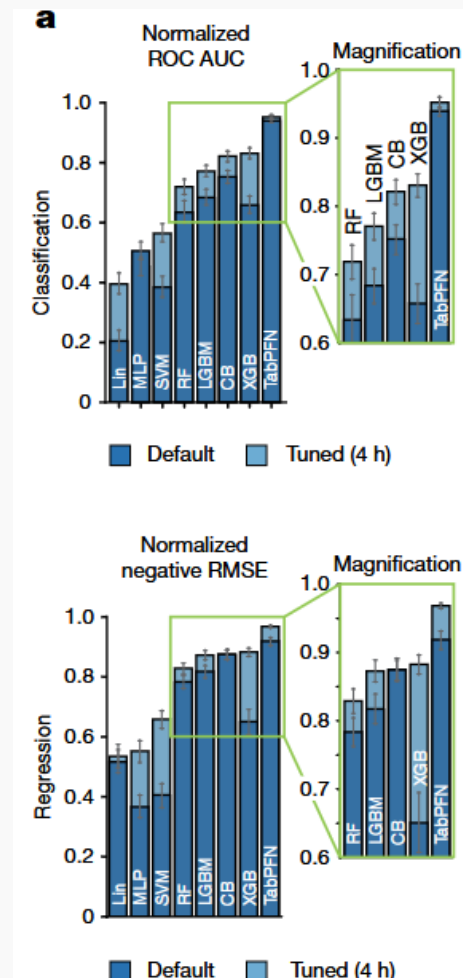 a
Normalized
ROC AUC
Magnification
Classification
1.0
0.8
0.6
0.4
0.2
0
Lin
MLP
SVM
RF
LGBM
CB
XGB
TabPFN
1.0
0.9
0.8
0.7
0.6
RF
LGBM
CB
XGB
TabPFN
Default
Tuned (4 h)
Normalized
negative RMSE
Magnification
Regression
1.0
0.8
0.6
0.4
0.2
0
Lin
MLP
SVM
RF
LGBM
CB
XGB
TabPFN
1.0
0.9
0.8
0.7
0.6
RF
LGBM
CB
XGB
TabPFN
Default
Tuned (4 h)